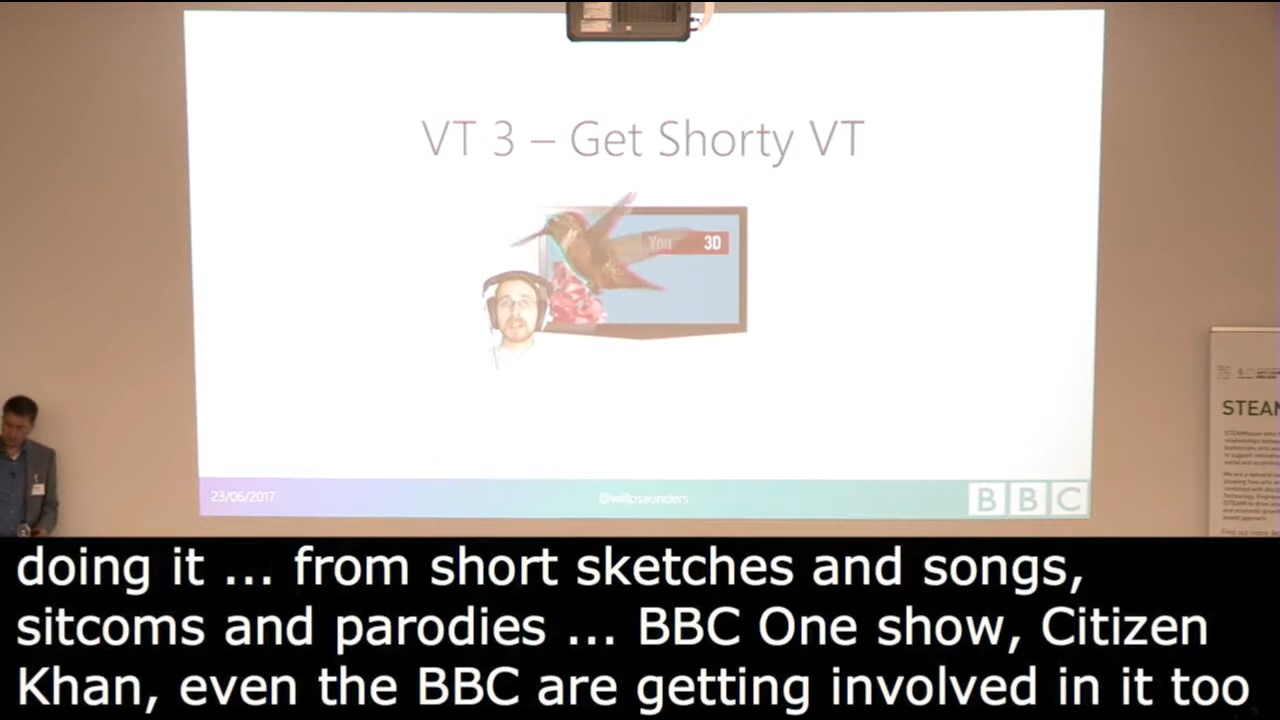 VT 3 – Get Shorty VT
You 3D
23/06/2017
@willpsaunders
BBC
STEAM
doing it ... from short sketches and songs,
sitcoms and parodies ... BBC One show, Citizen
Khan, even the BBC are getting involved in it too